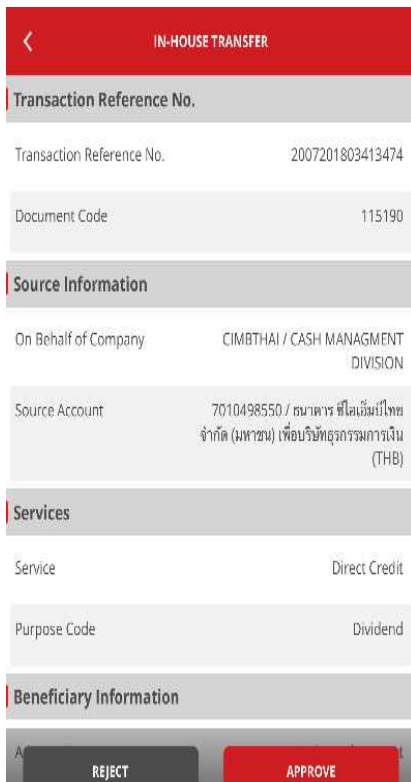 IN-HOUSE TRANSFER
Transaction Reference No.
Transaction Reference No. 2007201803413474
Document Code 115190
Source Information
On Behalf of Company CIMBTHAI / CASH MANAGMENT
DIVISION
Source Account 7010498550 / ธนาคาร ซีไอเอ็มบีไทย
จำกัด (มหาชน) เพื่อบริษัทธุรกรรมการเงิน
(THB)
Services
Service Direct Credit
Purpose Code Dividend
Beneficiary Information
REJECT APPROVE